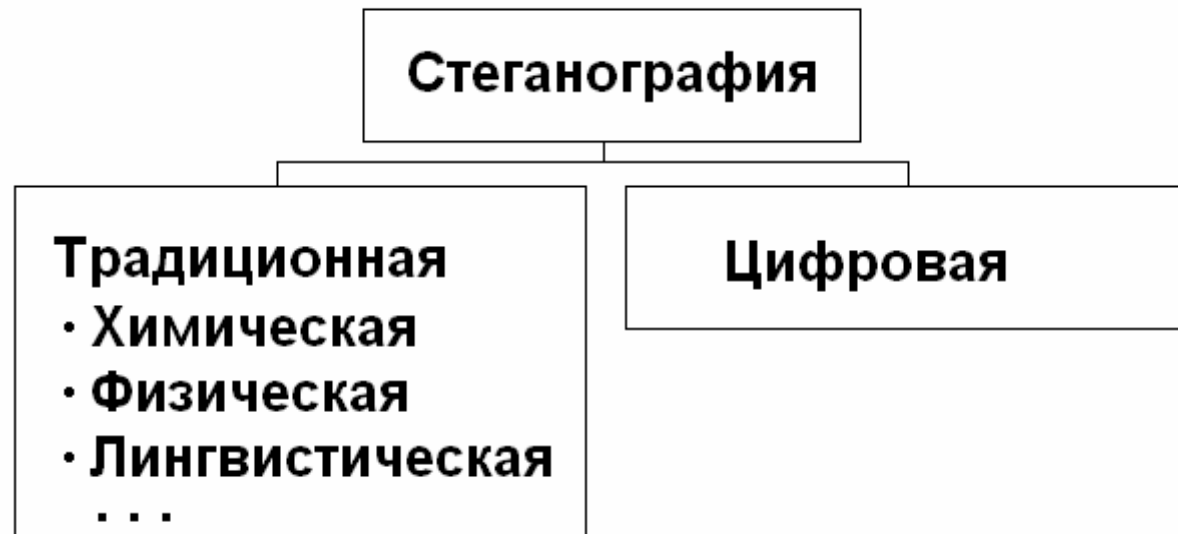 Стеганография
Традиционная
· Химическая
· Физическая
· Лингвистическая
. . .
Цифровая